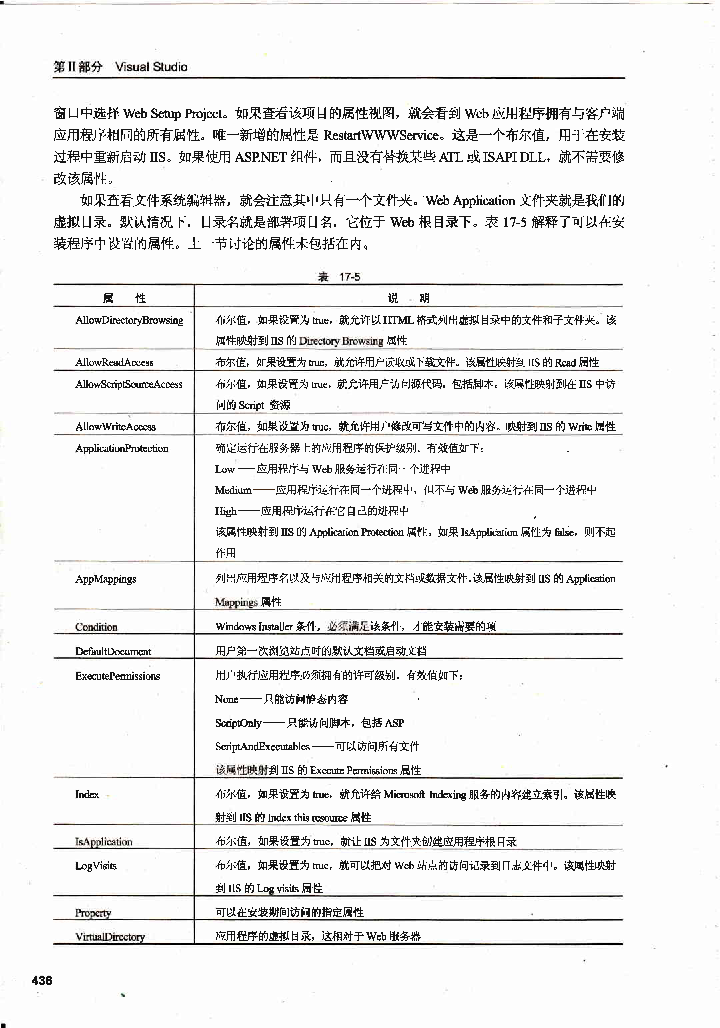 第 II 部分 Visual Studio
窗口中选择 Web Setup Project。如果查看该项目的属性视图，就会看到 Web 应用程序拥有与客户端
应用程序相同的所有属性。唯一新增的属性是 RestartWWWService。这是一个布尔值，用于在安装
过程中重新启动 IIS。如果使用 ASP.NET 组件，而且没有替换某些 ATL 或 ISAPI DLL，就不需要修
改该属性。
如果查看文件系统编辑器，就会注意其中只有一个文件夹。Web Application 文件夹就是我们的
虚拟目录。默认情况下，目录名就是部署项目名，它位于 Web 根目录下。表 17-5 解释了可以在安
装程序中设置的属性。上一节讨论的属性未包括在内。
表 17-5
属 性 说 明
AllowDirectoryBrowsing 布尔值，如果设置为 true，就允许以 HTML 格式列出虚拟目录中的文件和子文件夹。该
属性映射到 IIS 的 Directory Browsing 属性
AllowReadAccess 布尔值，如果设置为 true，就允许用户读取或下载文件。该属性映射到 IIS 的 Read 属性
AllowScriptSourceAccess 布尔值，如果设置为 true，就允许用户访问源代码，包括脚本。该属性映射到在 IIS 中访
问的 Script 资源
AllowWriteAccess 布尔值，如果设置为 true，就允许用户修改可写文件中的内容。映射到 IIS 的 Write 属性
ApplicationProtection 确定运行在服务器上的应用程序的保护级别。有效值如下：
Low——应用程序与 Web 服务运行在同一个进程中
Medium——应用程序运行在同一个进程中，但不与 Web 服务运行在同一个进程中
High——应用程序运行在它自己的进程中
该属性映射到 IIS 的 Application Protection 属性。如果 IsApplication 属性为 false，则不起
作用
AppMappings 列出应用程序名以及与应用程序相关的文档或数据文件。该属性映射到 IIS 的 Application
Mappings 属性
Condition Windows Installer 条件，必须满足该条件，才能安装需要的项
DefaultDocument 用户第一次浏览站点时的默认文档或启动文档
ExecutePermissions 用户执行应用程序必须拥有的许可级别。有效值如下：
None——只能访问静态内容
ScriptOnly——只能访问脚本，包括 ASP
ScriptAndExecutables——可以访问所有文件
该属性映射到 IIS 的 Execute Permissions 属性
Index 布尔值，如果设置为 true，就允许给 Microsoft Indexing 服务的内容建立索引。该属性映
射到 IIS 的 Index this resource 属性
IsApplication 布尔值，如果设置为 true，就让 IIS 为文件夹创建应用程序根目录
LogVisits 布尔值，如果设置为 true，就可以把对 Web 站点的访问记录到日志文件中。该属性映射
到 IIS 的 Log visits 属性
Property 可以在安装期间访问的指定属性
VirtualDirectory 应用程序的虚拟目录，这相对于 Web 服务器
436